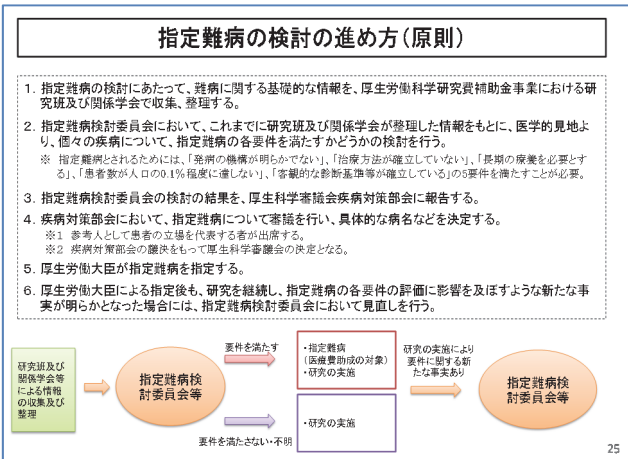 指定難病の検討の進め方（原則）
1. 指定難病の検討にあたって、難病に関する基礎的な情報を、厚生労働科学研究費補助金事業における研
究班及び関係学会で収集、整理する。
2. 指定難病検討委員会において、これまでに研究班及び関係学会が整理した情報をもとに、医学的見地よ
り、個々の疾病について、指定難病の各要件を満たすかどうかの検討を行う。
※ 指定難病とされるためには、「発病の機構が明らかでない」、「治療方法が確立していない」、「長期の療養を必要とす
る」、「患者数が人口の0.1％程度に達しない」、「客観的な診断基準等が確立している」の5要件を満たすことが必要。
3. 指定難病検討委員会の検討の結果を、厚生科学審議会疾病対策部会に報告する。
4. 疾病対策部会において、指定難病について審議を行い、具体的な病名などを決定する。
※1 参考人として患者の立場を代表する者が出席する。
※2 疾病対策部会の議決をもって厚生科学審議会の決定となる。
5. 厚生労働大臣が指定難病を指定する。
6. 厚生労働大臣による指定後も、研究を継続し、指定難病の各要件の評価に影響を及ぼすような新たな事
実が明らかとなった場合には、指定難病検討委員会において見直しを行う。
研究班及び
関係学会等
による情報
の収集及び
整理
指定難病検
討委員会等
要件を満たす
・指定難病
（医療費助成の対象）
・研究の実施
要件を満たさない・不明
・研究の実施
研究の実施により
要件に関する新
たな事実あり
指定難病検
討委員会等
25